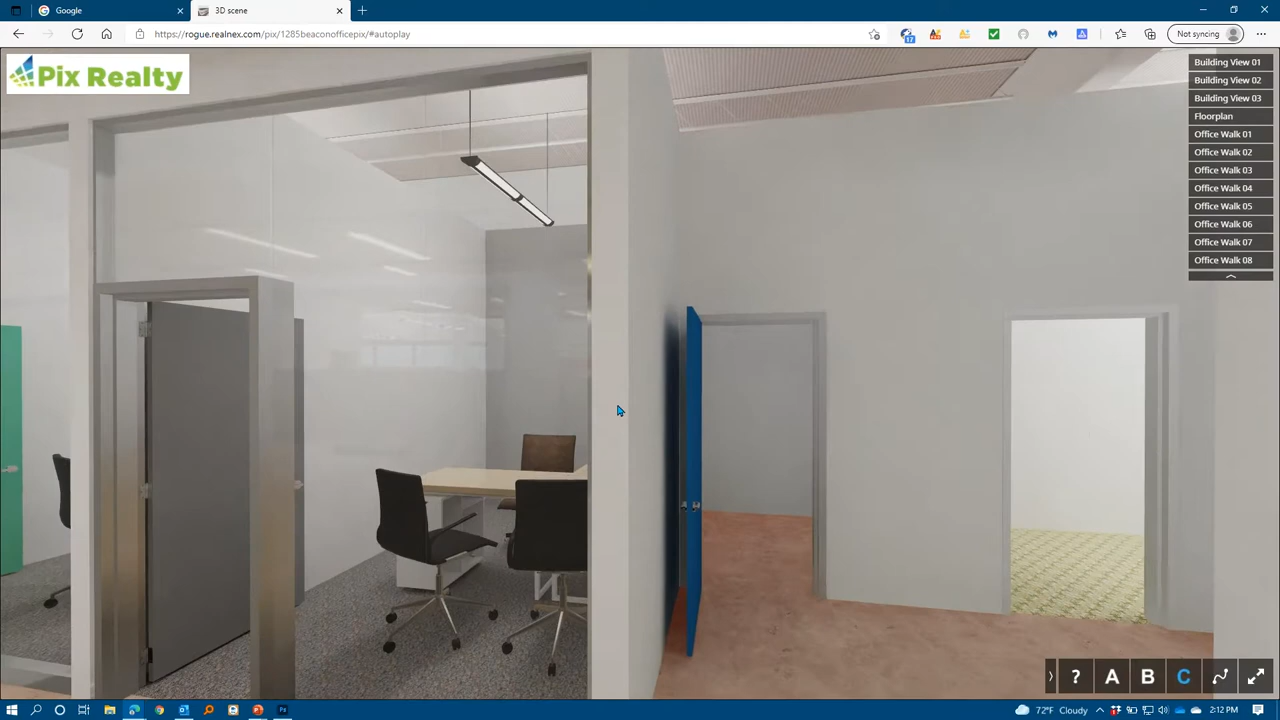 Google
3D scene
https://rogue.realnex.com/pix/1285beaconofficepix/#autoplay
17
Not syncing
Pix Realty
Building View 01
Building View 02
Building View 03
Floorplan
Office Walk 01
Office Walk 02
Office Walk 03
Office Walk 04
Office Walk 05
Office Walk 06
Office Walk 07
Office Walk 08
? A B C
72°F Cloudy
2:12 PM